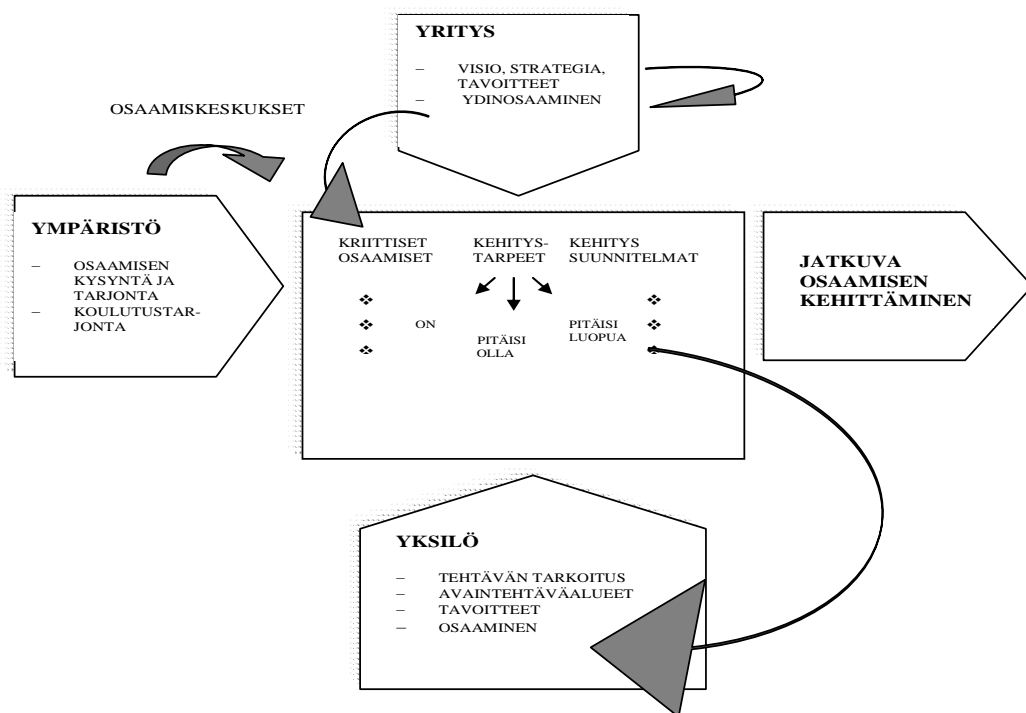 YRITYS
– VISIO, STRATEGIA,
TAVOITTEET
– YDINOSAAMINEN
OSAAMISKESKUKSET
YMPÄRISTÖ
– OSAAMISEN
KYSYNTÄ JA
TARJONTA
– KOULUTUSTAR-
JONTA
KRIITTISET
OSAAMISET
KEHITYS-
TARPEET
KEHITYS
SUUNNITELMAT
ON
PITÄISI
OLLA
PITÄISI
LUOPUA
JATKUVA
OSAAMISEN
KEHITTÄMINEN
YKSILÖ
– TEHTÄVÄN TARKOITUS
– AVAINTEHTÄVÄALUEET
– TAVOITTEET
– OSAAMINEN